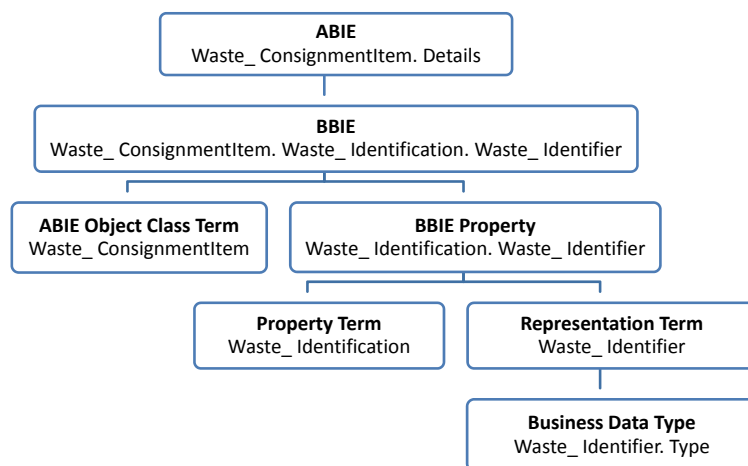 ABIE
Waste_ ConsignmentItem. Details
BBIE
Waste_ ConsignmentItem. Waste_ Identification. Waste_ Identifier
ABIE Object Class Term
Waste_ ConsignmentItem
BBIE Property
Waste_ Identification. Waste_ Identifier
Property Term
Waste_ Identification
Representation Term
Waste_ Identifier
Business Data Type
Waste_ Identifier. Type